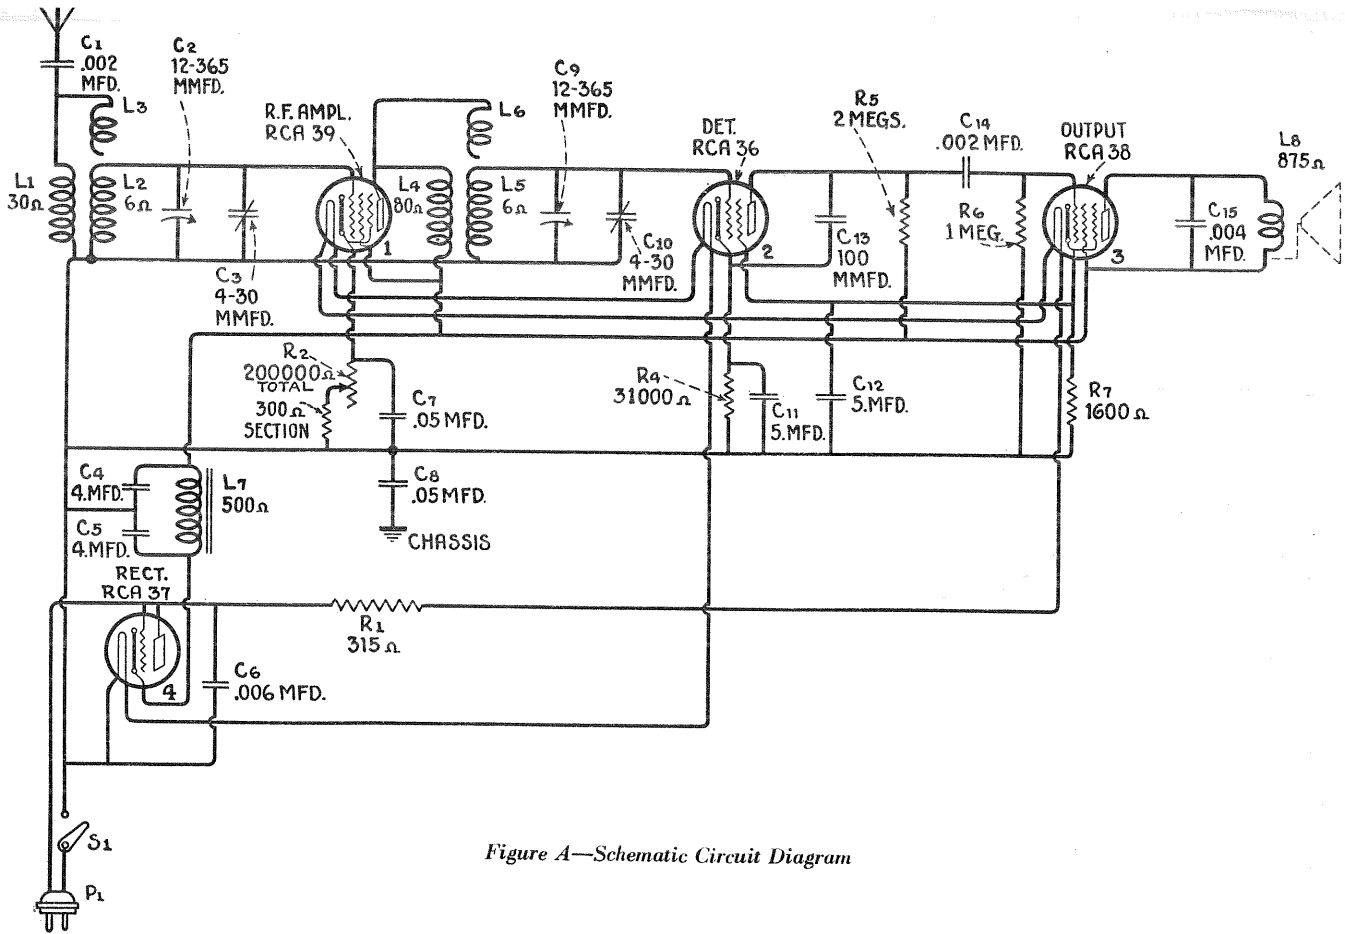 C1
.002
MFD.
C2
12-365
MMFD.
L3
R.F. AMPL.
RCA 39
L6
C9
12-365
MMFD.
DET.
RCA 36
R5
2 MEGS.
C14
.002 MFD.
OUTPUT
RCA 38
L8
875Ω
L1
30Ω
L2
6Ω
1
L4
80Ω
L5
6Ω
2
R6
1 MEG.
3
C15
.004
MFD.
C3
4-30
MMFD.
C10
4-30
MMFD.
C13
100
MMFD.
R2
200000Ω
TOTAL
300Ω
SECTION
C7
.05 MFD.
R4
31000Ω
C11
5. MFD.
C12
5. MFD.
R7
1600Ω
C4
4. MFD.
L7
500Ω
C8
.05 MFD.
C5
4. MFD.
CHASSIS
RECT.
RCA 37
R1
315Ω
4
C6
.006 MFD.
S1
Figure A—Schematic Circuit Diagram
P1